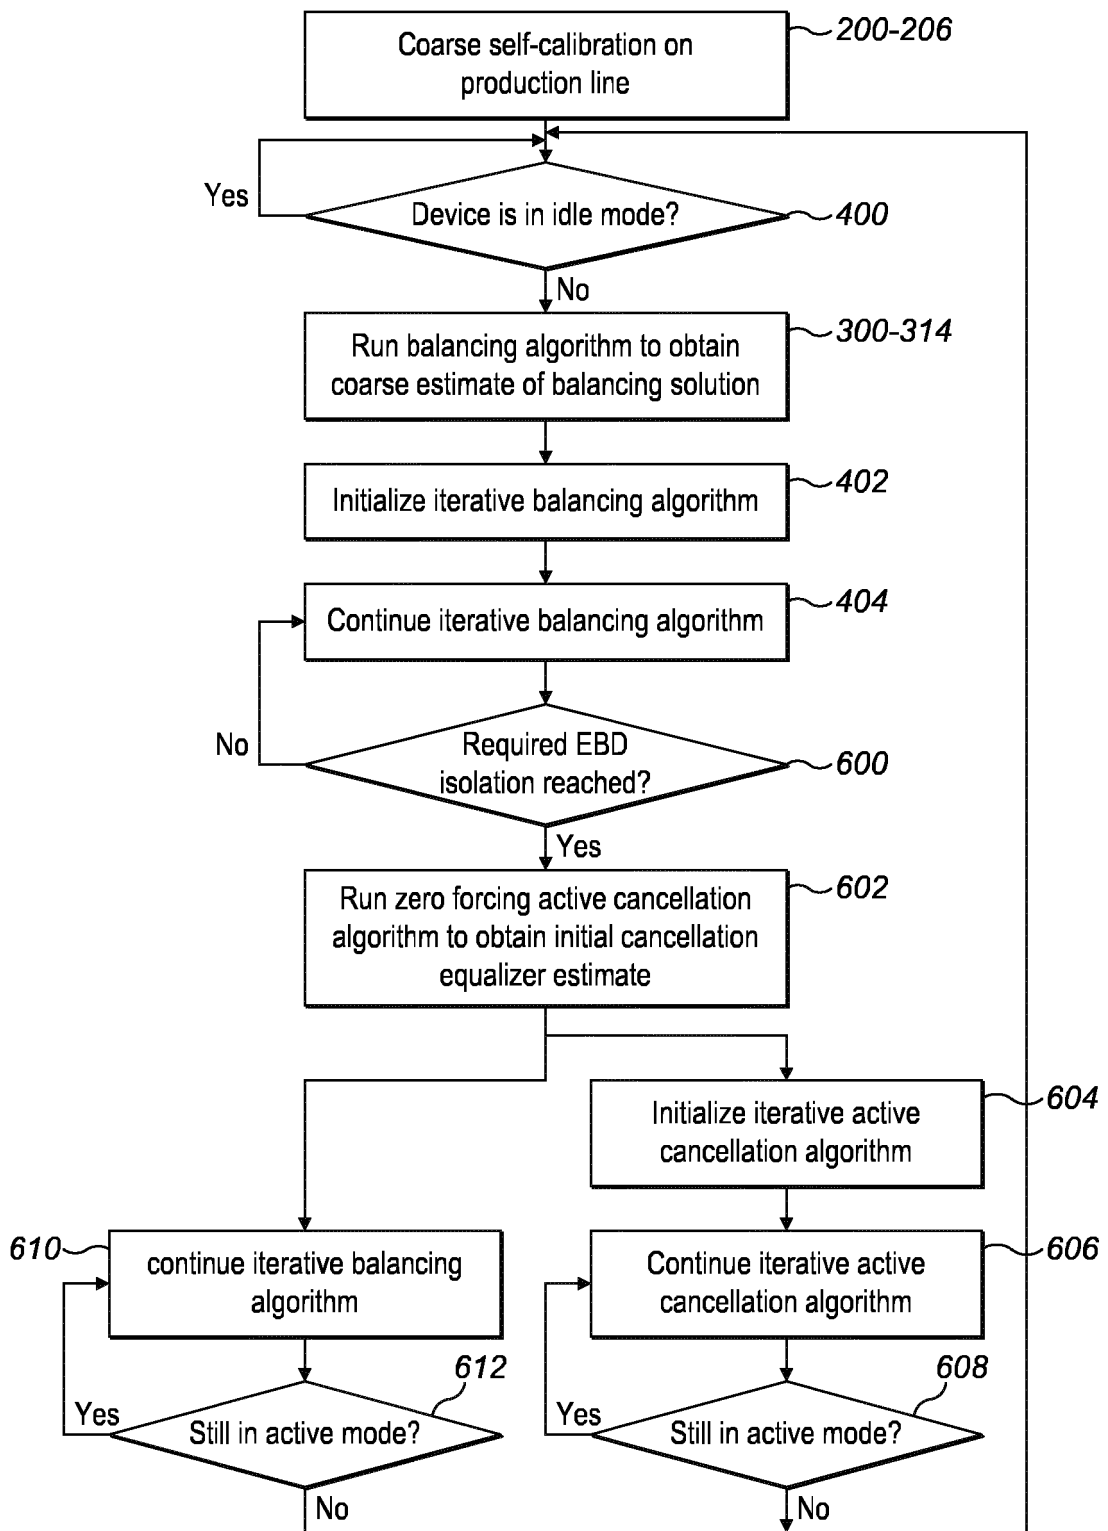 Coarse self-calibration on
production line
200-206
Yes
Device is in idle mode?
400
No
Run balancing algorithm to obtain
coarse estimate of balancing solution
300-314
Initialize iterative balancing algorithm
402
Continue iterative balancing algorithm
404
No
Required EBD
isolation reached?
600
Yes
Run zero forcing active cancellation
algorithm to obtain initial cancellation
equalizer estimate
602
Initialize iterative active
cancellation algorithm
604
610
continue iterative balancing
algorithm
Continue iterative active
cancellation algorithm
606
612
Yes
Still in active mode?
No
608
Yes
Still in active mode?
No